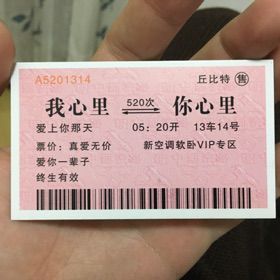 A5201314 丘比特 售
我心里 520次 你心里
爱上你那天 05：20开 13车14号
票价：真爱无价 新空调软卧VIP专区
爱你一辈子
终生有效